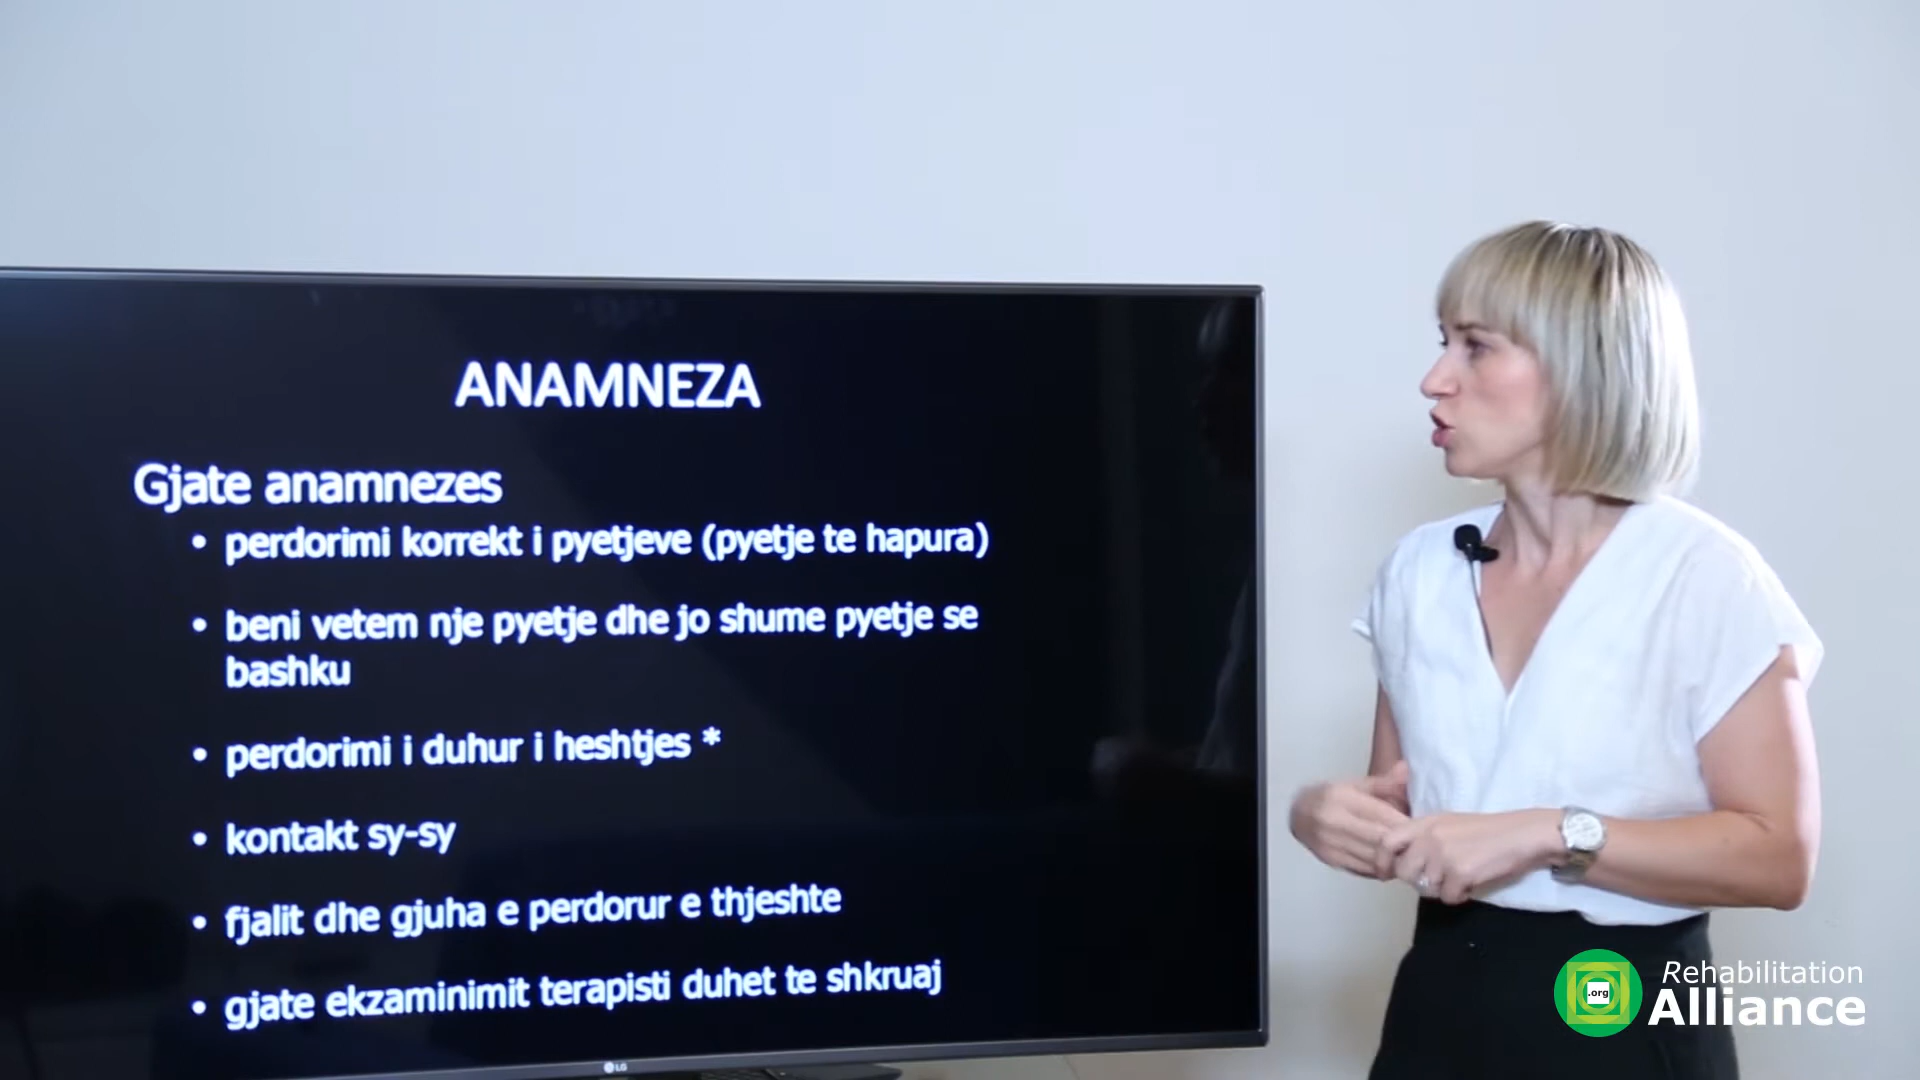 ANAMNEZA
Gjate anamnezes
• perdorimi korrekt i pyetjeve (pyetje te hapura)
• beni vetem nje pyetje dhe jo shume pyetje se
bashku
• perdorimi i duhur i heshtjes *
• kontakt sy-sy
• fjalit dhe gjuha e perdorur e thjeshte
• gjate ekzaminimit terapisti duhet te shkruaj
LG
.org
Rehabilitation
Alliance